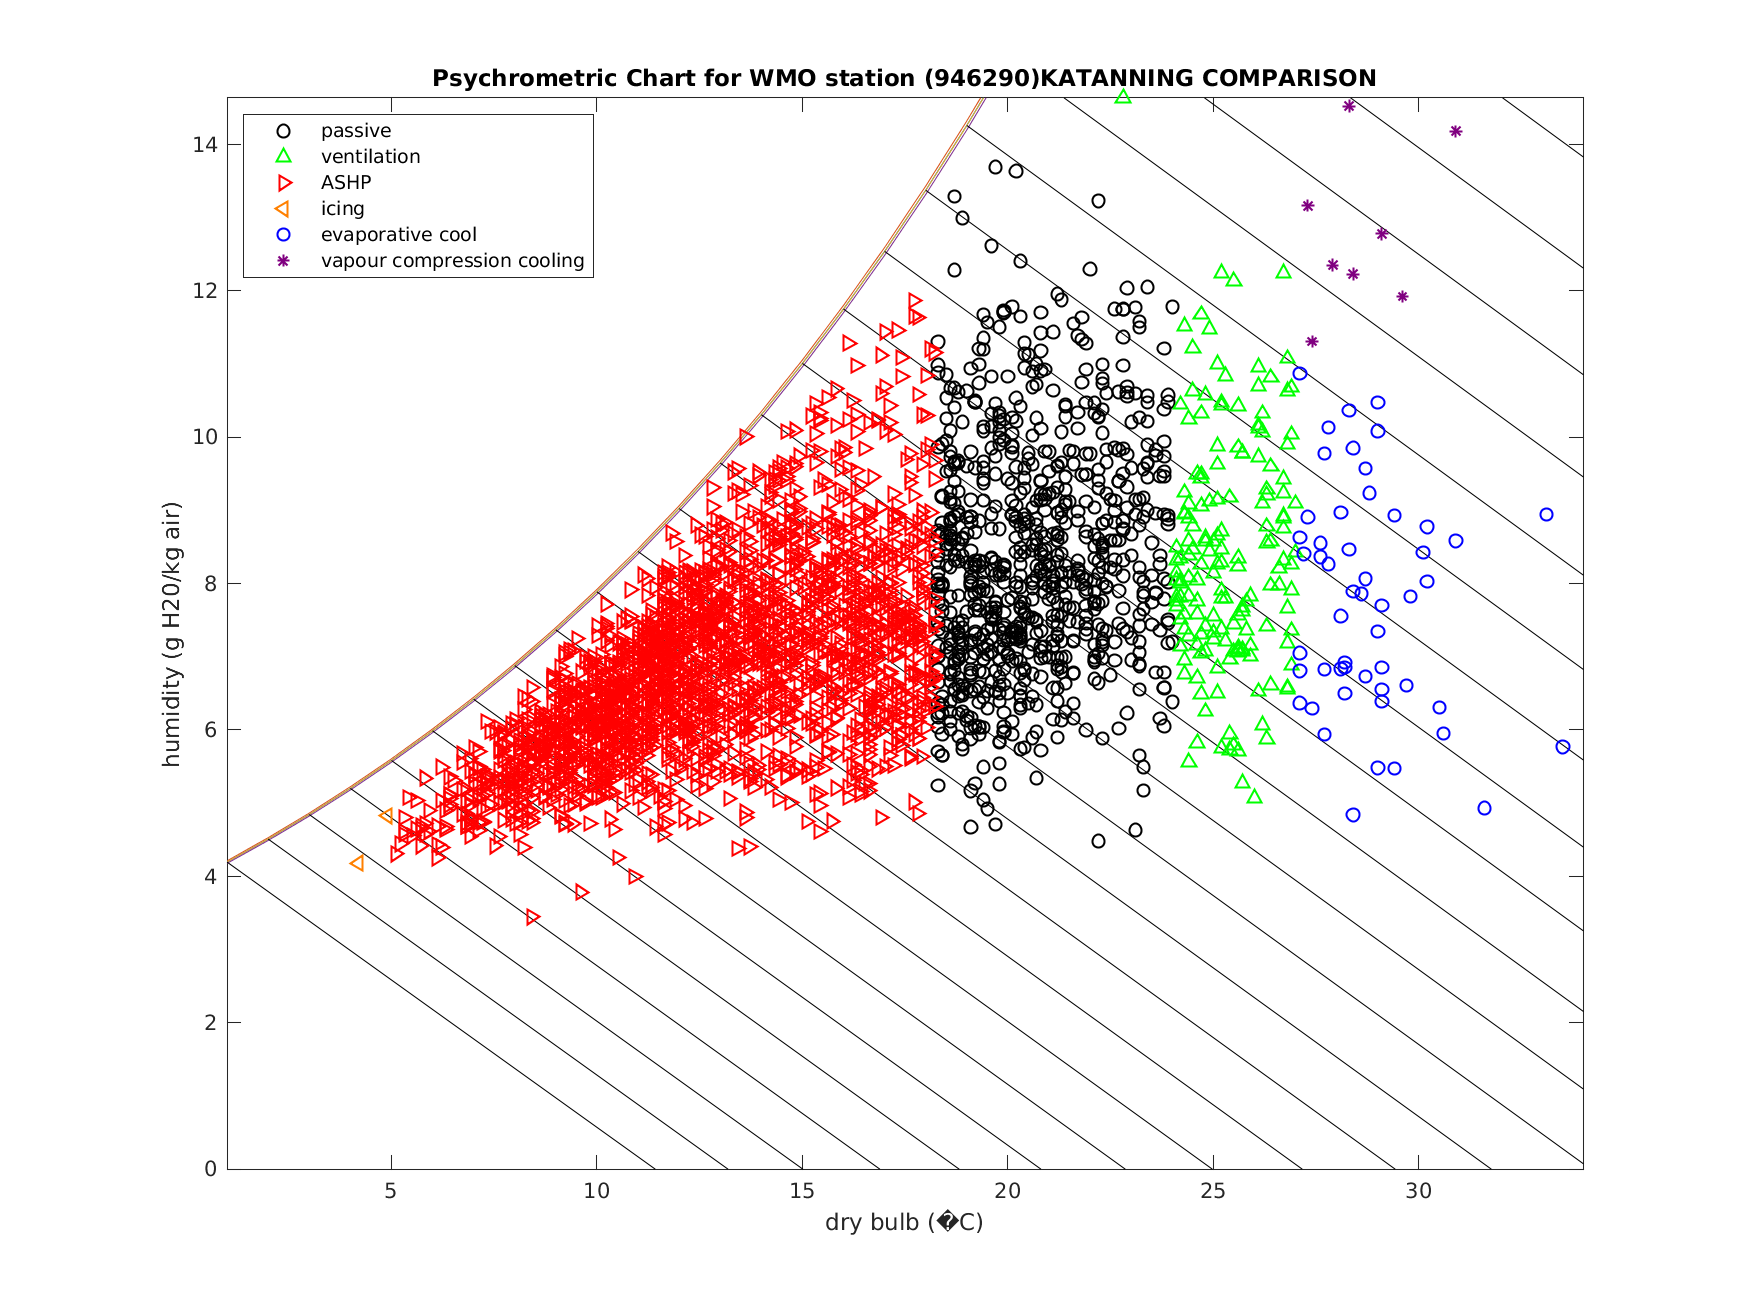 Psychrometric Chart for WMO station (946290)KATANNING COMPARISON
passive
ventilation
ASHP
icing
evaporative cool
vapour compression cooling
humidity (g H20/kg air)
14
12
10
8
6
4
2
0
5
10
15
20
25
30
dry bulb (�C)